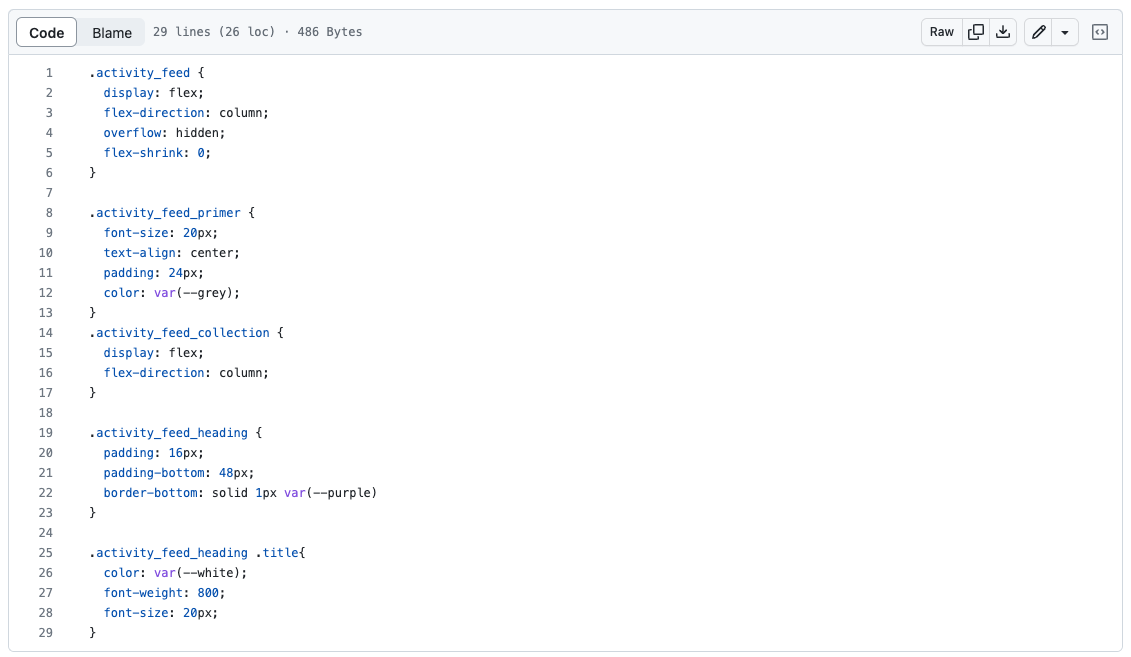 Code Blame 29 lines (26 loc) · 486 Bytes Raw
1 .activity_feed {
2 display: flex;
3 flex-direction: column;
4 overflow: hidden;
5 flex-shrink: 0;
6 }
7
8 .activity_feed_primer {
9 font-size: 20px;
10 text-align: center;
11 padding: 24px;
12 color: var(--grey);
13 }
14 .activity_feed_collection {
15 display: flex;
16 flex-direction: column;
17 }
18
19 .activity_feed_heading {
20 padding: 16px;
21 padding-bottom: 48px;
22 border-bottom: solid 1px var(--purple)
23 }
24
25 .activity_feed_heading .title{
26 color: var(--white);
27 font-weight: 800;
28 font-size: 20px;
29 }